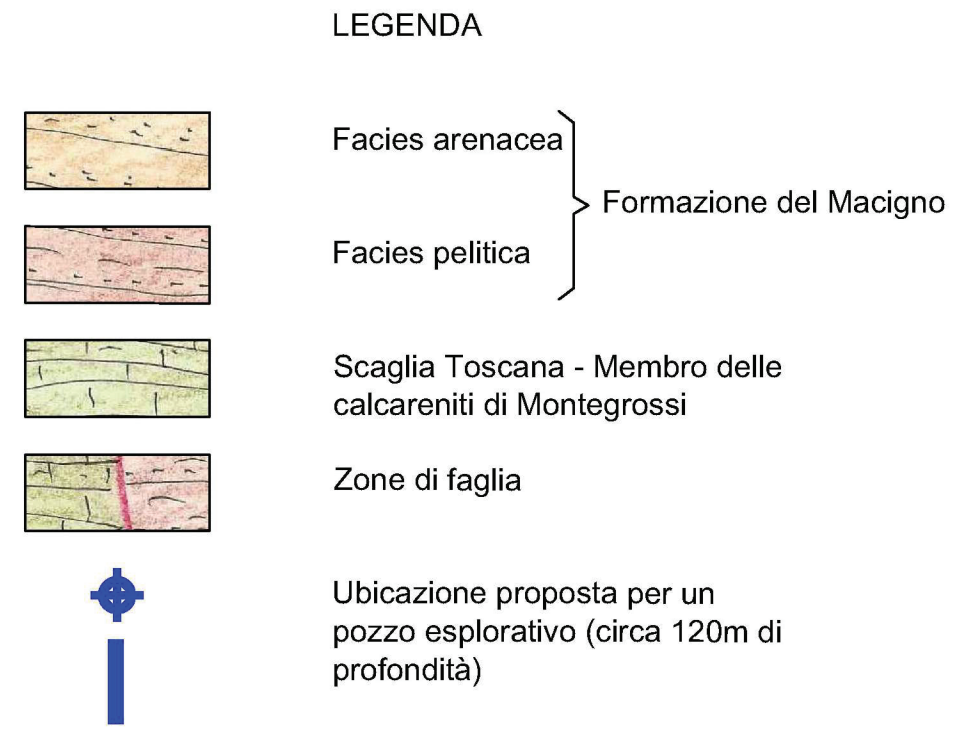 LEGENDA
Facies arenacea
Formazione del Macigno
Facies pelitica
Scaglia Toscana - Membro delle
calcareniti di Montegrossi
Zone di faglia
Ubicazione proposta per un
pozzo esplorativo (circa 120m di
profondità)